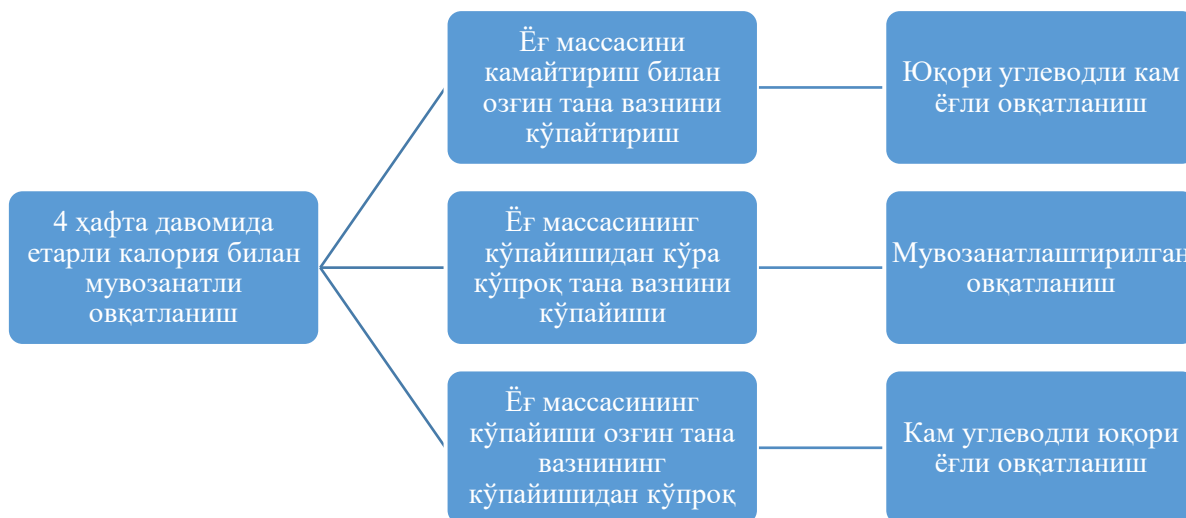 4 ҳафта давомида
етарли калория билан
мувозанатли
овқатланиш
Ёғ массасини
камайтириш билан
озғин тана вазнини
кўпайтириш
Юқори углеводли кам
ёғли овқатланиш
Ёғ массасининг
кўпайишидан кўра
кўпроқ тана вазнини
кўпайиши
Мувозанатлаштирилган
овқатланиш
Ёғ массасининг
кўпайиши озғин тана
вазнининг
кўпайишидан кўпроқ
Кам углеводли юқори
ёғли овқатланиш